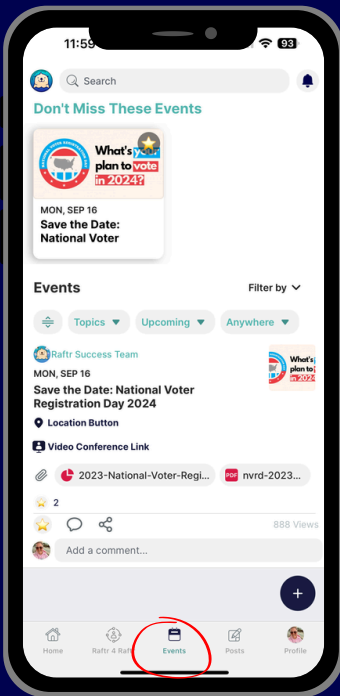 11:59
93
Search
Don't Miss These Events
What's your
plan to vote
in 2024?
MON, SEP 16
Save the Date:
National Voter
Events
Filter by
Topics
Upcoming
Anywhere
Raftr Success Team
MON, SEP 16
Save the Date: National Voter
Registration Day 2024
What's
plan to
in 2024
Location Button
Video Conference Link
2023-National-Voter-Regi...
PDF
nvrd-2023...
2
888 Views
Add a comment...
+
Home
Raftr 4 Raft
Events
Posts
Profile